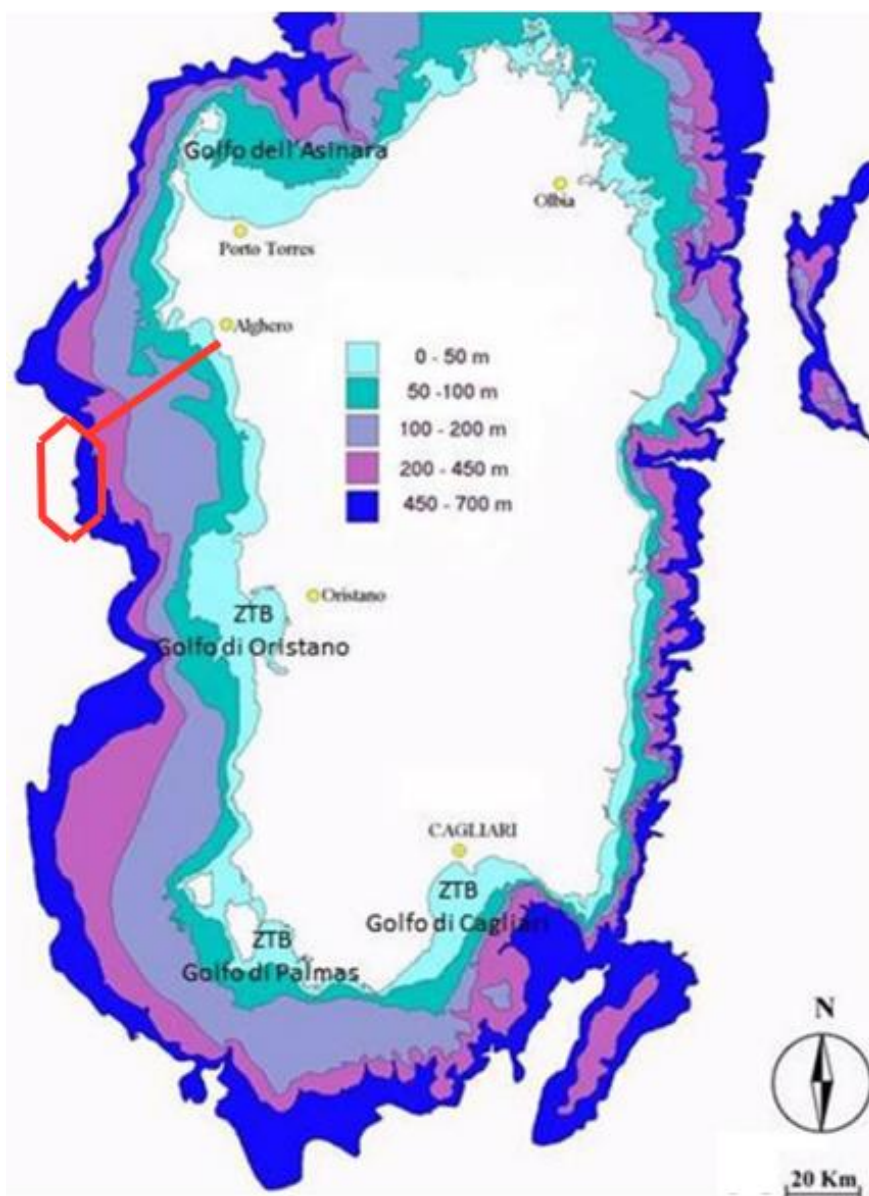 Golfo dell'Asinara
Olbia
Porto Torres
Alghero
0 - 50 m
50 -100 m
100 - 200 m
200 - 450 m
450 - 700 m
Oristano
ZTB
Golfo di Oristano
CAGLIARI
ZTB
Golfo di Cagliari
ZTB
Golfo di Palmas
N
20 Km